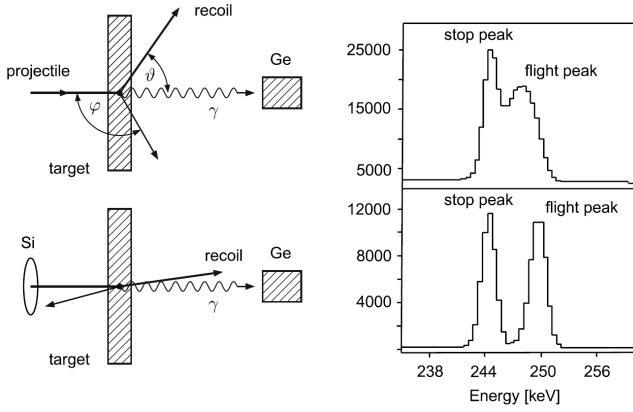 recoil
Ge
projectile
ϑ
φ
γ
target
Si
recoil
Ge
γ
target
stop peak
flight peak
25000
15000
5000
stop peak
flight peak
12000
8000
4000
238 244 250 256
Energy [keV]